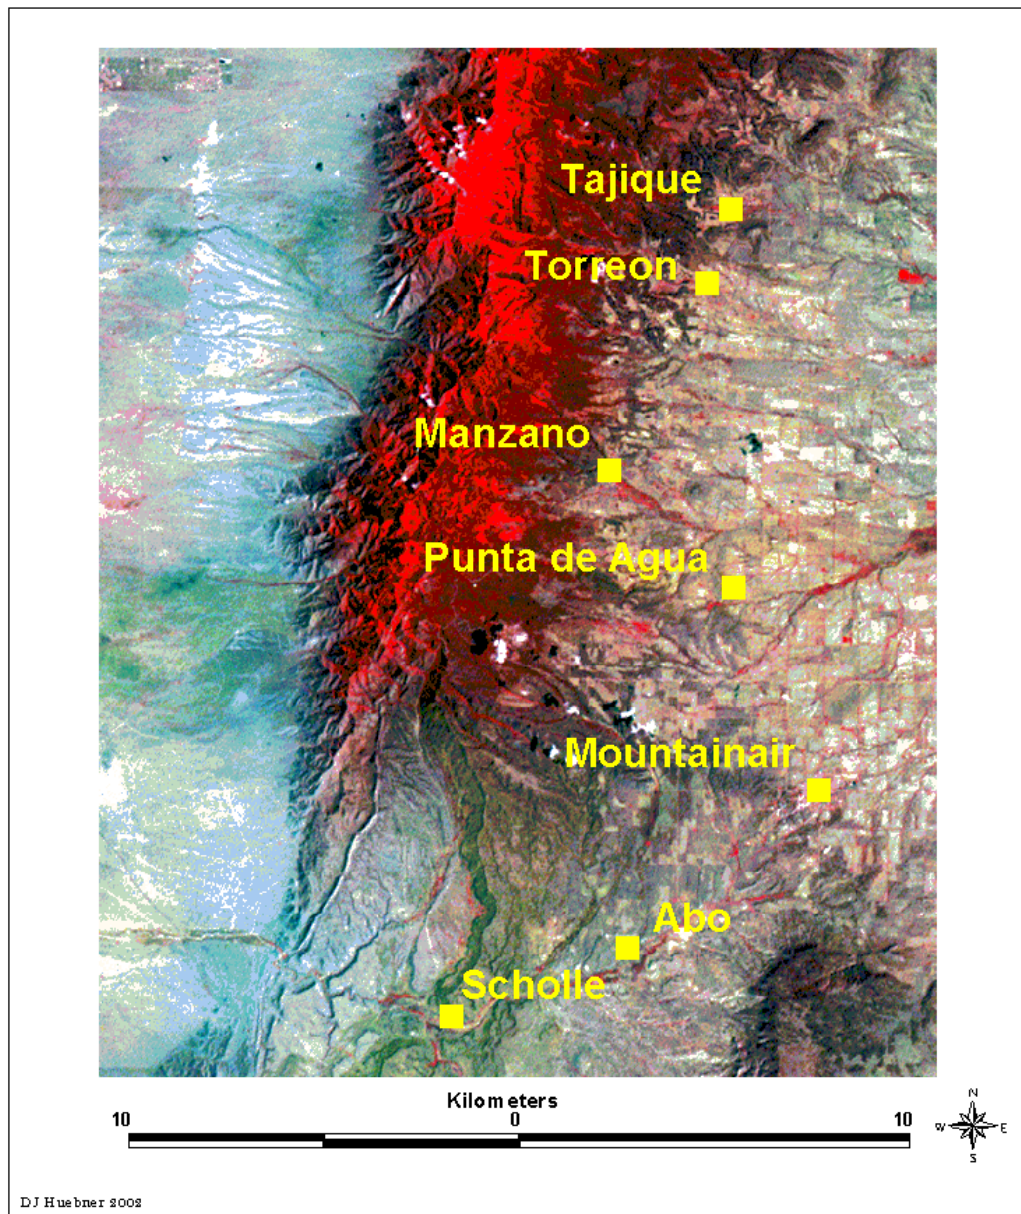 Tajique
Torreon
Manzano
Punta de Agua
Mountainair
Abo
Scholle
Kilometers
10 0 10
N
W E
S
DJ Huebner 2002